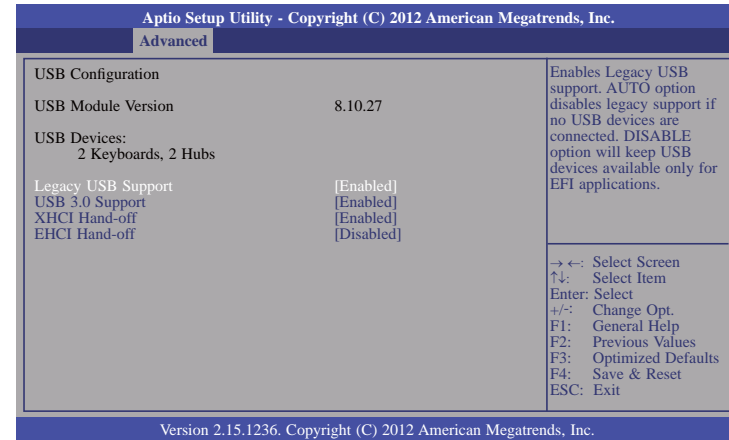 Aptio Setup Utility - Copyright (C) 2012 American Megatrends, Inc.
Advanced
USB Configuration
USB Module Version 8.10.27
USB Devices:
2 Keyboards, 2 Hubs
Legacy USB Support [Enabled]
USB 3.0 Support [Enabled]
XHCI Hand-off [Enabled]
EHCI Hand-off [Disabled]
Enables Legacy USB
support. AUTO option
disables legacy support if
no USB devices are
connected. DISABLE
option will keep USB
devices available only for
EFI applications.
→ ←: Select Screen
↑↓: Select Item
Enter: Select
+/-: Change Opt.
F1: General Help
F2: Previous Values
F3: Optimized Defaults
F4: Save & Reset
ESC: Exit
Version 2.15.1236. Copyright (C) 2012 American Megatrends, Inc.